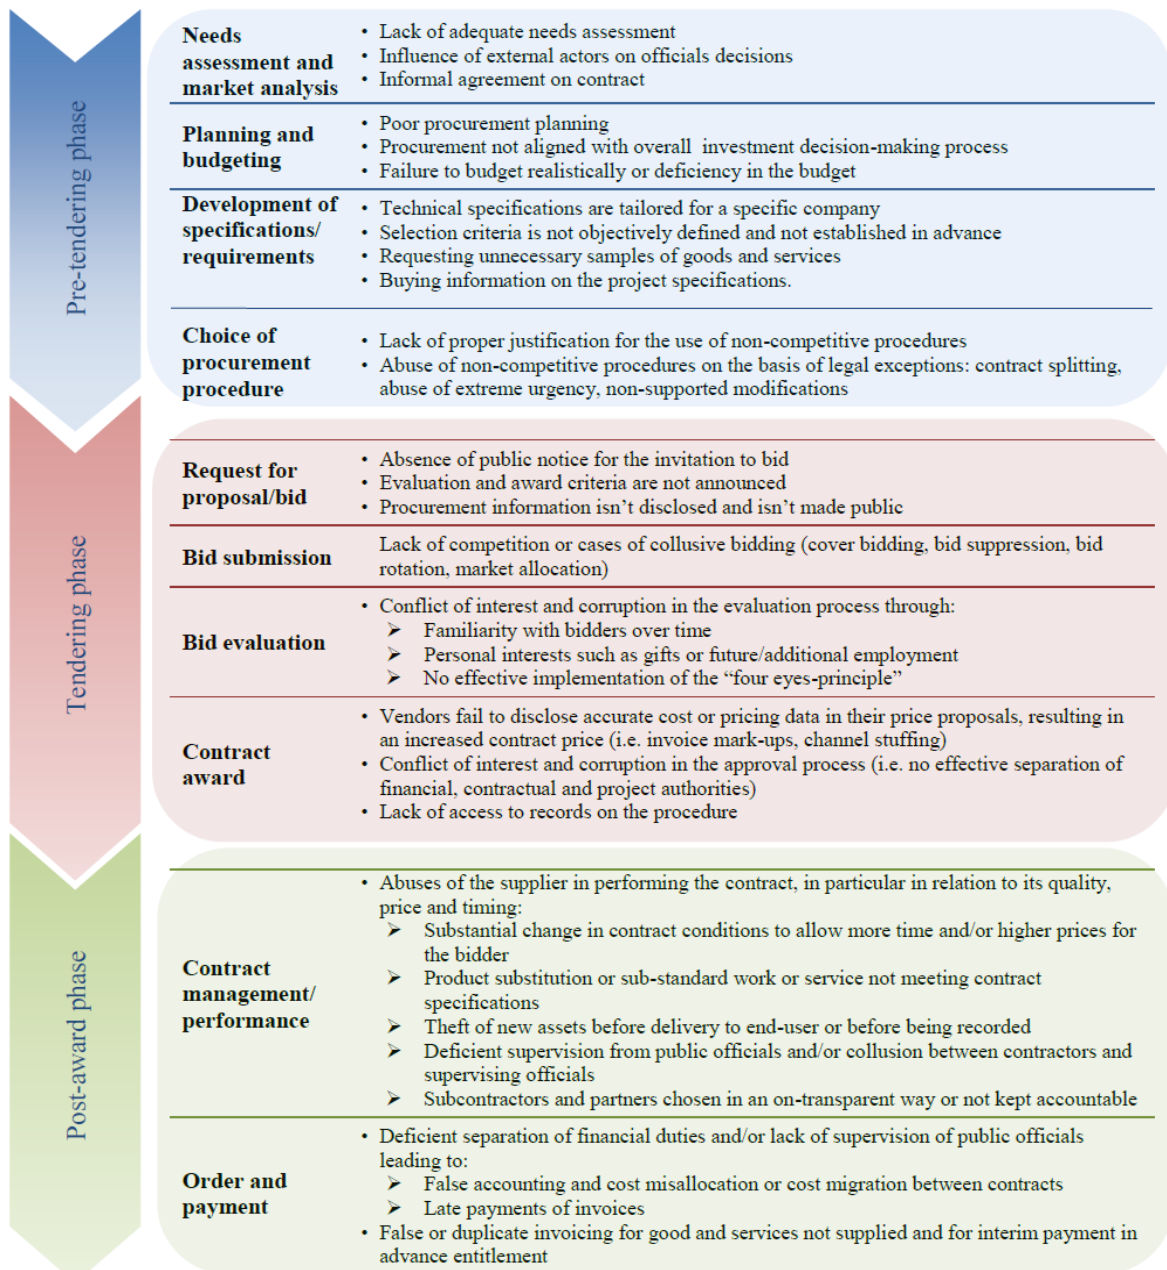 Pre-tendering phase
Needs
assessment and
market analysis
• Lack of adequate needs assessment
• Influence of external actors on officials decisions
• Informal agreement on contract
Planning and
budgeting
• Poor procurement planning
• Procurement not aligned with overall investment decision-making process
• Failure to budget realistically or deficiency in the budget
Development of
specifications/
requirements
• Technical specifications are tailored for a specific company
• Selection criteria is not objectively defined and not established in advance
• Requesting unnecessary samples of goods and services
• Buying information on the project specifications.
Choice of
procurement
procedure
• Lack of proper justification for the use of non-competitive procedures
• Abuse of non-competitive procedures on the basis of legal exceptions: contract splitting,
abuse of extreme urgency, non-supported modifications
Tendering phase
Request for
proposal/bid
• Absence of public notice for the invitation to bid
• Evaluation and award criteria are not announced
• Procurement information isn’t disclosed and isn’t made public
Bid submission
Lack of competition or cases of collusive bidding (cover bidding, bid suppression, bid
rotation, market allocation)
Bid evaluation
• Conflict of interest and corruption in the evaluation process through:
➢ Familiarity with bidders over time
➢ Personal interests such as gifts or future/additional employment
➢ No effective implementation of the “four eyes-principle”
Contract
award
• Vendors fail to disclose accurate cost or pricing data in their price proposals, resulting in
an increased contract price (i.e. invoice mark-ups, channel stuffing)
• Conflict of interest and corruption in the approval process (i.e. no effective separation of
financial, contractual and project authorities)
• Lack of access to records on the procedure
Post-award phase
Contract
management/
performance
• Abuses of the supplier in performing the contract, in particular in relation to its quality,
price and timing:
➢ Substantial change in contract conditions to allow more time and/or higher prices for
the bidder
➢ Product substitution or sub-standard work or service not meeting contract
specifications
➢ Theft of new assets before delivery to end-user or before being recorded
➢ Deficient supervision from public officials and/or collusion between contractors and
supervising officials
➢ Subcontractors and partners chosen in an on-transparent way or not kept accountable
Order and
payment
• Deficient separation of financial duties and/or lack of supervision of public officials
leading to:
➢ False accounting and cost misallocation or cost migration between contracts
➢ Late payments of invoices
• False or duplicate invoicing for good and services not supplied and for interim payment in
advance entitlement